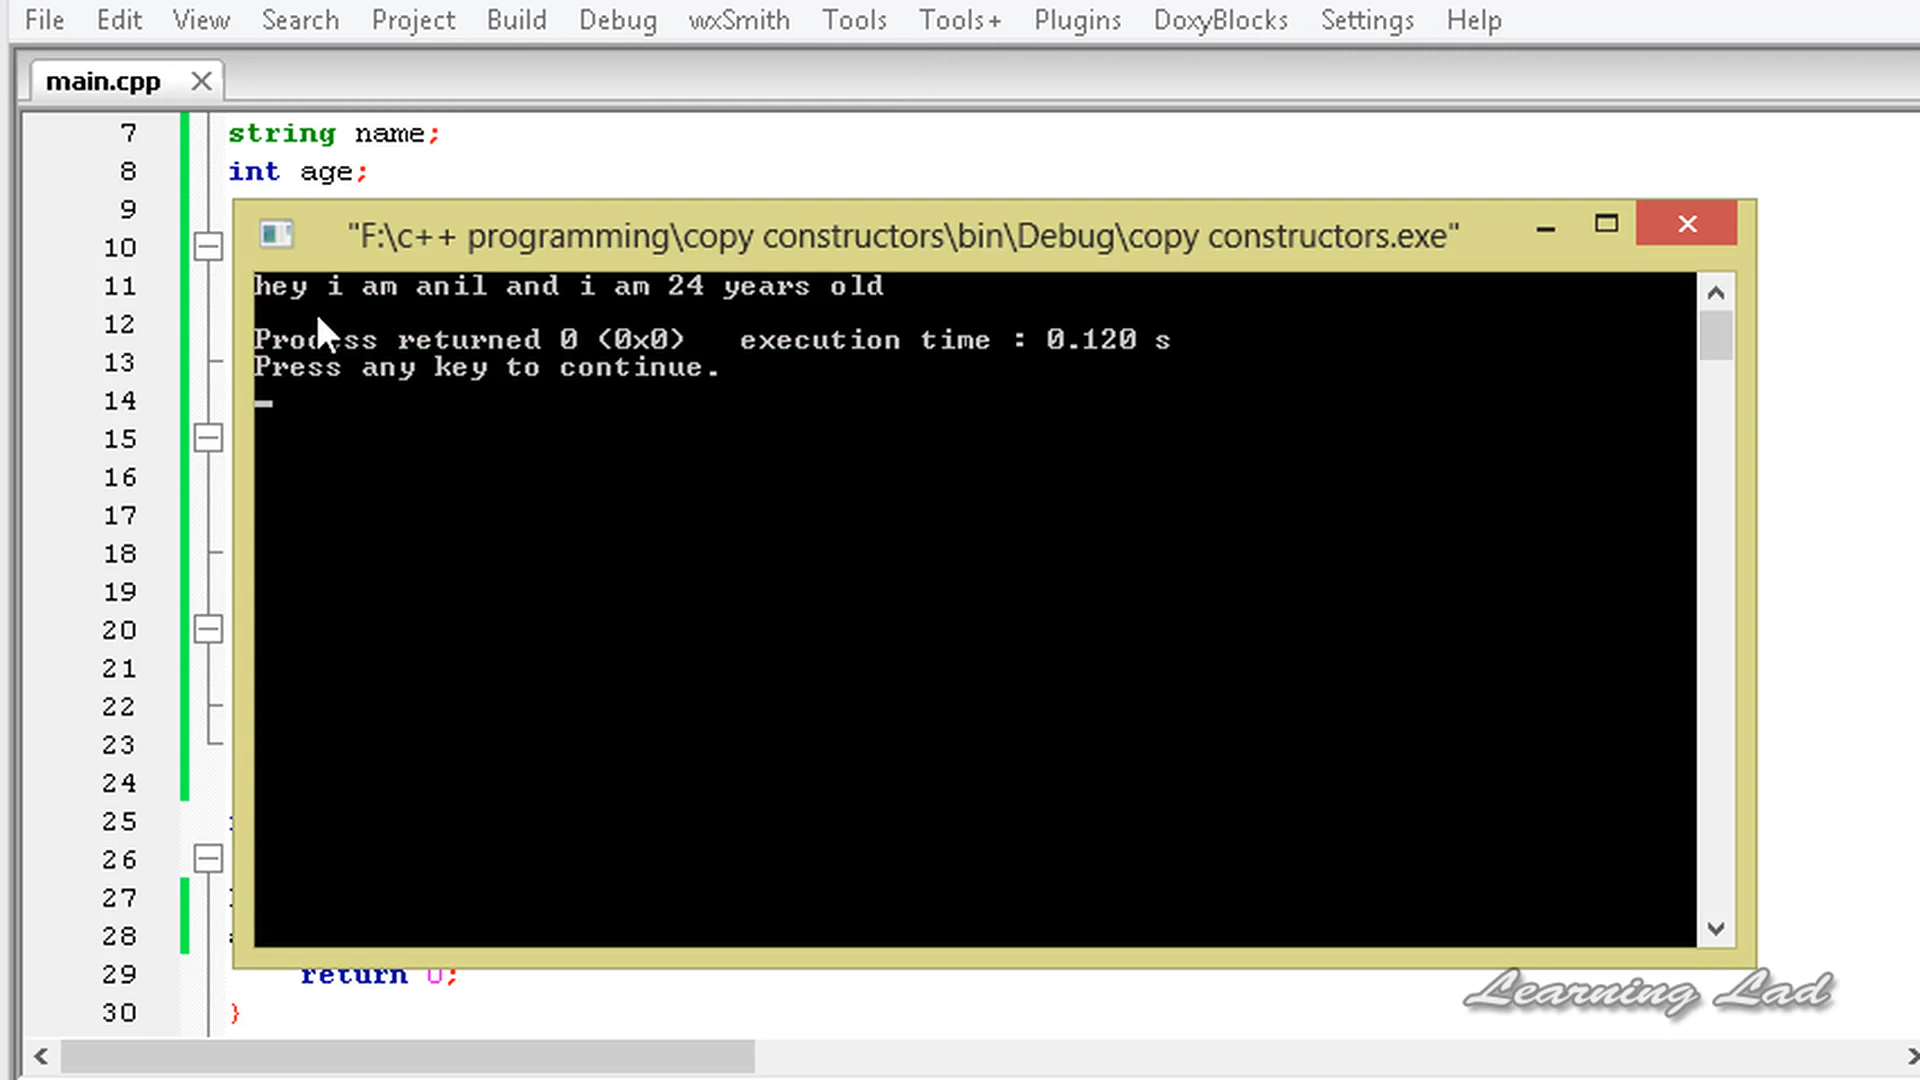 File Edit View Search Project Build Debug wxSmith Tools Tools+ Plugins DoxyBlocks Settings Help
main.cpp
7 string name;
8 int age;
9
"F:\c++ programming\copy constructors\bin\Debug\copy constructors.exe"
10
11
hey i am anil and i am 24 years old
12
Process returned 0 (0x0)   execution time : 0.120 s
13
Press any key to continue.
14
15
16
17
18
19
20
21
22
23
24
25
26
27
28
29 return 0;
30 }
Learning Lad